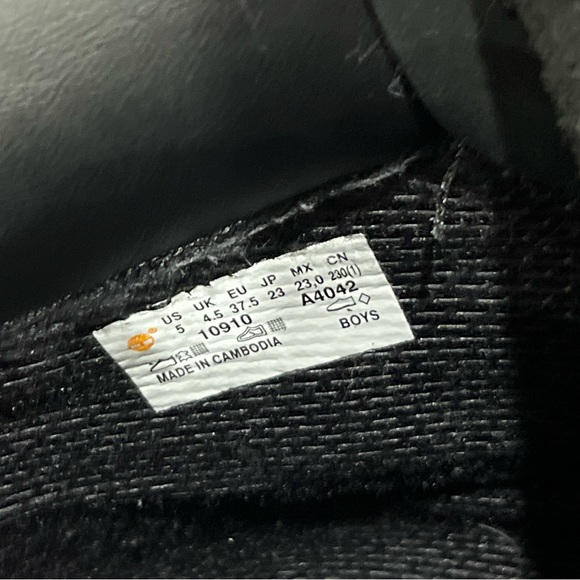 US UK EU JP MX CN
5 4.5 37.5 23 23,0 230(1)
10910 A4042
BOYS
MADE IN CAMBODIA